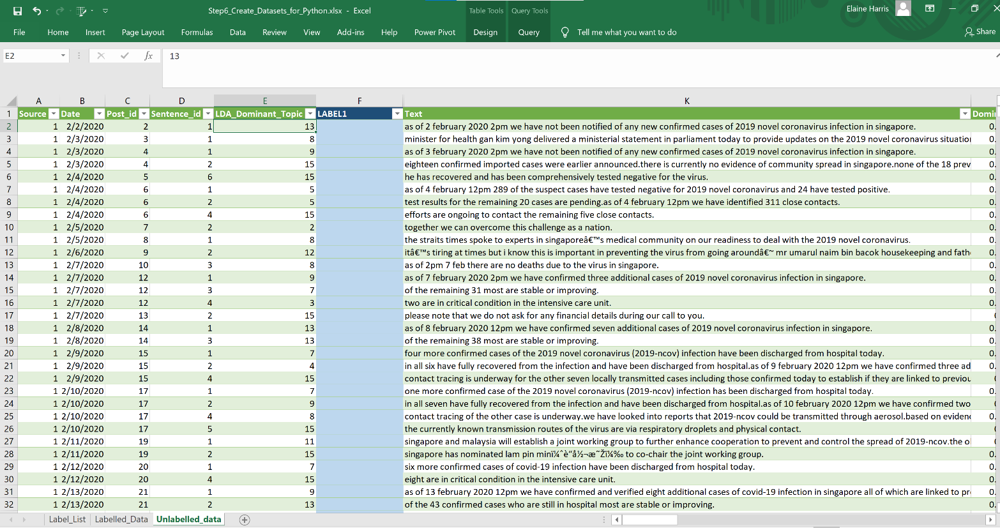 Step6_Create_Datasets_for_Python.xlsx - Excel
Table Tools Query Tools
Elaine Harris
File Home Insert Page Layout Formulas Data Review View Add-ins Help Power Pivot Design Query Tell me what you want to do Share
E2 fx 13
A B C D E F K
1 Source Date Post_id Sentence_id LDA_Dominant_Topic LABEL1 Text Domi
2 1 2/2/2020 2 1 13 as of 2 february 2020 2pm we have not been notified of any new confirmed cases of 2019 novel coronavirus infection in singapore. 0.
3 1 2/3/2020 3 1 8 minister for health gan kim yong delivered a ministerial statement in parliament today to provide updates on the 2019 novel coronavirus situation 0.
4 1 2/3/2020 4 1 9 as of 3 february 2020 2pm we have not been notified of any new confirmed cases of 2019 novel coronavirus infection in singapore. 0.
5 1 2/3/2020 4 2 15 eighteen confirmed imported cases were earlier announced.there is currently no evidence of community spread in singapore.none of the 18 prev 0.
6 1 2/4/2020 5 6 15 he has recovered and has been comprehensively tested negative for the virus. 0.
7 1 2/4/2020 6 1 5 as of 4 february 12pm 289 of the suspect cases have tested negative for 2019 novel coronavirus and 24 have tested positive. 0.
8 1 2/4/2020 6 2 5 test results for the remaining 20 cases are pending.as of 4 february 12pm we have identified 311 close contacts. 0.
9 1 2/4/2020 6 4 15 efforts are ongoing to contact the remaining five close contacts. 0.
10 1 2/5/2020 7 2 2 together we can overcome this challenge as a nation. 0.
11 1 2/5/2020 8 1 8 the straits times spoke to experts in singaporeâ€™s medical community on our readiness to deal with the 2019 novel coronavirus. 0.
12 1 2/6/2020 9 2 12 itâ€™s tiring at times but i know this is important in preventing the virus from going aroundâ€~ mr umarul naim bin bacok housekeeping and fath 0.
13 1 2/7/2020 10 3 8 as of 2pm 7 feb there are no deaths due to the virus in singapore. 0.
14 1 2/7/2020 12 1 9 as of 7 february 2020 2pm we have confirmed three additional cases of 2019 novel coronavirus infection in singapore. 0.
15 1 2/7/2020 12 3 7 of the remaining 31 most are stable or improving. 0.
16 1 2/7/2020 12 4 3 two are in critical condition in the intensive care unit. 0.
17 1 2/7/2020 13 2 15 please note that we do not ask for any financial details during our call to you.
18 1 2/8/2020 14 1 13 as of 8 february 2020 12pm we have confirmed seven additional cases of 2019 novel coronavirus infection in singapore. 0.
19 1 2/8/2020 14 3 13 of the remaining 38 most are stable or improving. 0.
20 1 2/9/2020 15 1 7 four more confirmed cases of the 2019 novel coronavirus (2019-ncov) infection have been discharged from hospital today. 0.
21 1 2/9/2020 15 2 4 in all six have fully recovered from the infection and have been discharged from hospital.as of 9 february 2020 12pm we have confirmed three ad 0.
22 1 2/9/2020 15 4 15 contact tracing is underway for the other seven locally transmitted cases including those confirmed today to establish if they are linked to previou
23 1 2/10/2020 17 1 7 one more confirmed case of the 2019 novel coronavirus (2019-ncov) infection has been discharged from hospital today. 0.
24 1 2/10/2020 17 2 9 in all seven have fully recovered from the infection and have been discharged from hospital.as of 10 february 2020 12pm we have confirmed two 0.
25 1 2/10/2020 17 4 8 contact tracing of the other case is underway.we have looked into reports that 2019-ncov could be transmitted through aerosol.based on eviden 0.
26 1 2/10/2020 17 5 15 the currently known transmission routes of the virus are via respiratory droplets and physical contact.
27 1 2/11/2020 19 1 11 singapore and malaysia will establish a joint working group to further enhance cooperation to prevent and control the spread of 2019-ncov.the o
28 1 2/11/2020 19 2 15 singapore has nominated lam pin to co-chair the joint working group. 0.
29 1 2/12/2020 20 1 7 six more confirmed cases of covid-19 infection have been discharged from hospital today. 0.
30 1 2/12/2020 20 4 15 eight are in critical condition in the intensive care unit. 0.
31 1 2/13/2020 21 1 9 as of 13 february 2020 12pm we have confirmed and verified eight additional cases of covid-19 infection in singapore all of which are linked to pr 0.
32 1 2/13/2020 21 2 13 of the 43 confirmed cases who are still in hospital most are stable or improving. 0.
Label_List Labelled_Data Unlabelled_data